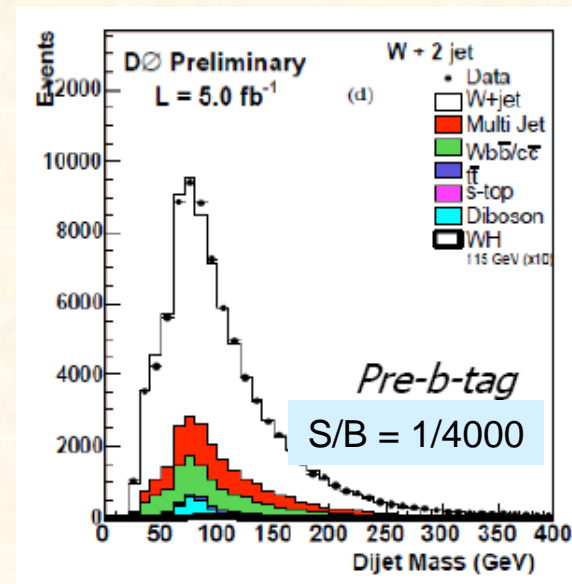 Events
DØ Preliminary
L = 5.0 fb⁻¹
(d)
W + 2 jet
Data
W+jet
Multi Jet
Wbb̅/cc̅
tt̅
s-top
Diboson
WH
115 GeV (x10)
12000
10000
8000
6000
4000
2000
0
Pre-b-tag
S/B = 1/4000
0 50 100 150 200 250 300 350 400
Dijet Mass (GeV)